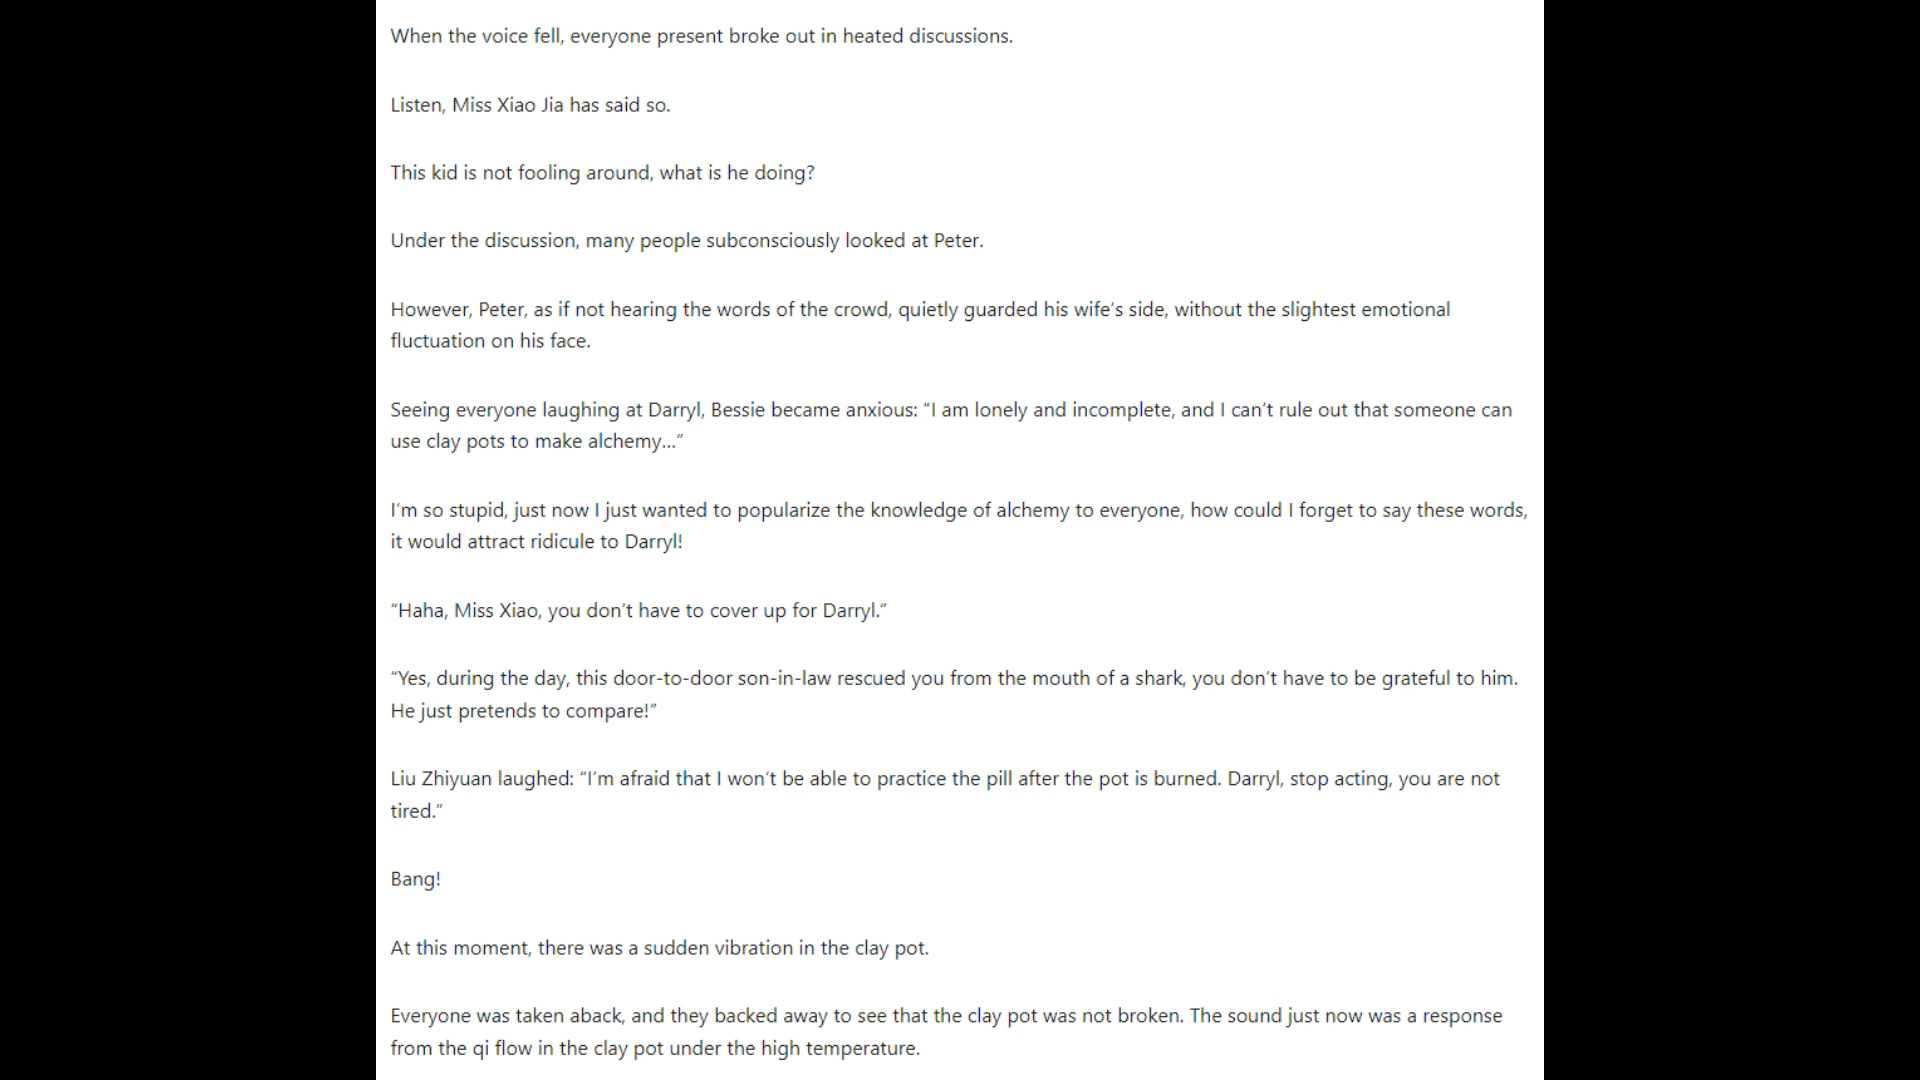 When the voice fell, everyone present broke out in heated discussions.
Listen, Miss Xiao Jia has said so.
This kid is not fooling around, what is he doing?
Under the discussion, many people subconsciously looked at Peter.
However, Peter, as if not hearing the words of the crowd, quietly guarded his wife’s side, without the slightest emotional
fluctuation on his face.
Seeing everyone laughing at Darryl, Bessie became anxious: “I am lonely and incomplete, and I can’t rule out that someone can
use clay pots to make alchemy...”
I’m so stupid, just now I just wanted to popularize the knowledge of alchemy to everyone, how could I forget to say these words,
it would attract ridicule to Darryl!
“Haha, Miss Xiao, you don’t have to cover up for Darryl.”
“Yes, during the day, this door-to-door son-in-law rescued you from the mouth of a shark, you don’t have to be grateful to him.
He just pretends to compare!”
Liu Zhiyuan laughed: “I’m afraid that I won’t be able to practice the pill after the pot is burned. Darryl, stop acting, you are not
tired.”
Bang!
At this moment, there was a sudden vibration in the clay pot.
Everyone was taken aback, and they backed away to see that the clay pot was not broken. The sound just now was a response
from the qi flow in the clay pot under the high temperature.